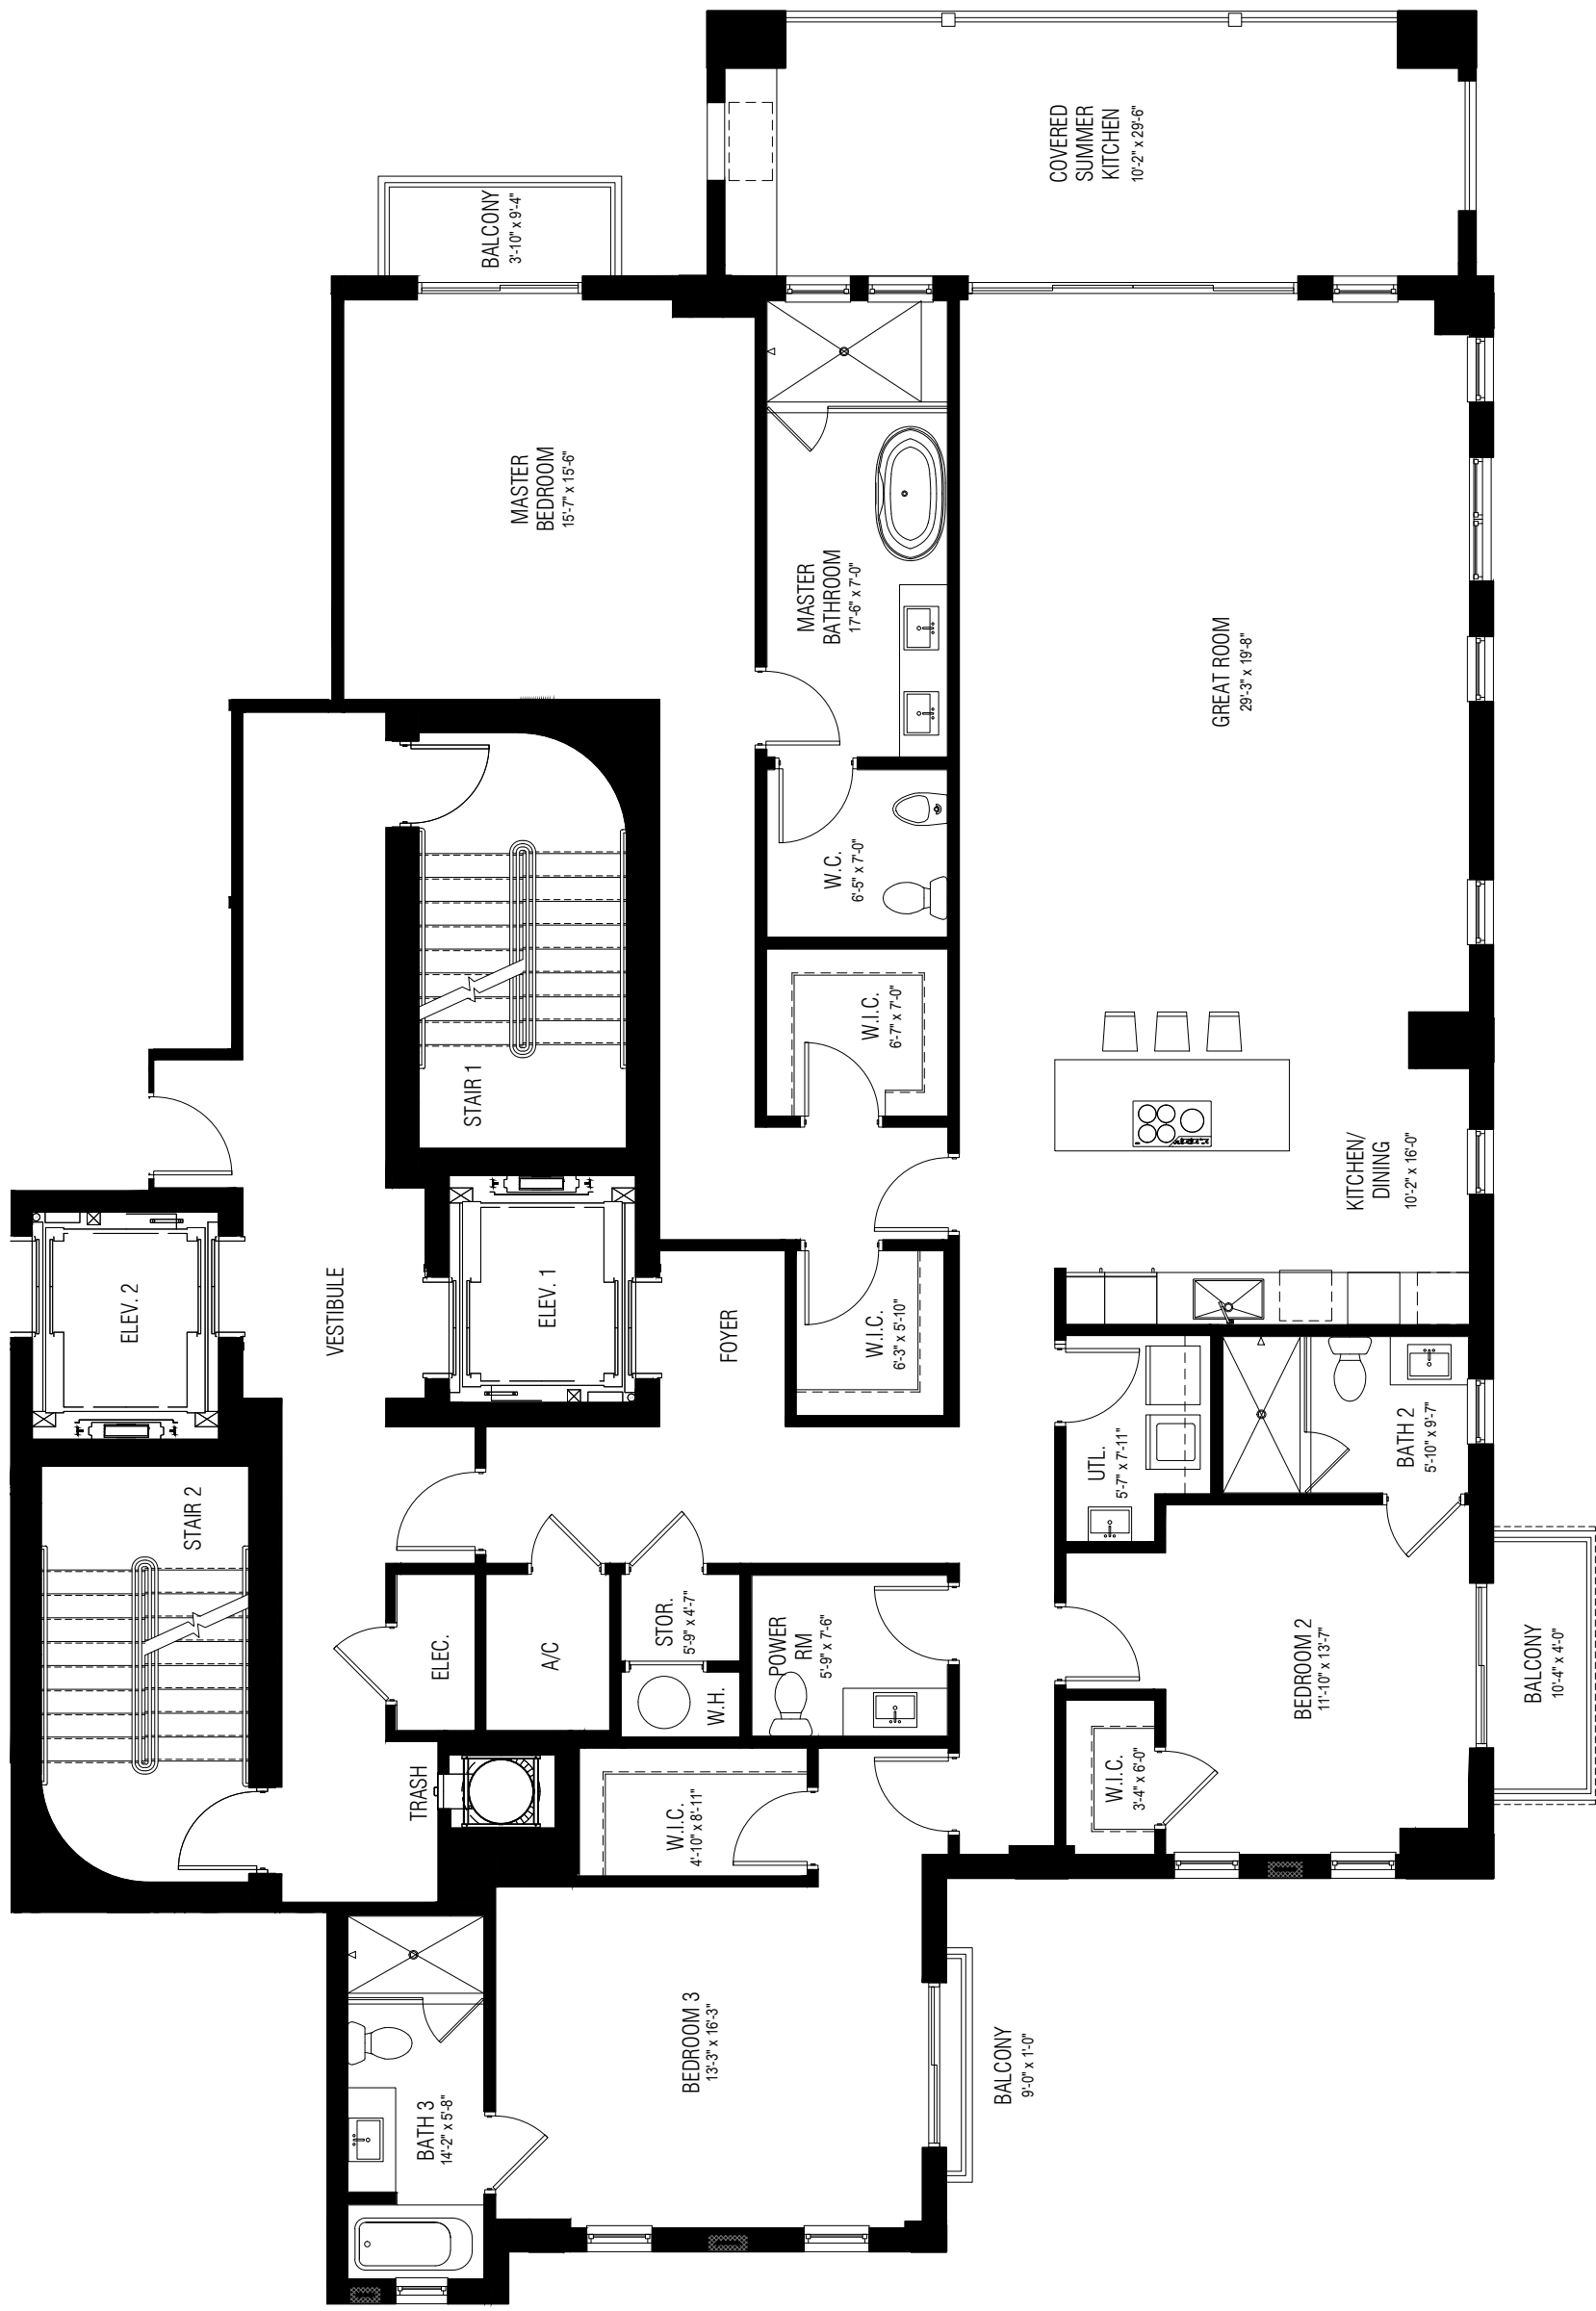 COVERED
SUMMER
KITCHEN
10'-2" x 29'-6"
BALCONY
3'-10" x 9'-4"
MASTER
BEDROOM
15'-7" x 15'-6"
MASTER
BATHROOM
17'-6" x 7'-0"
GREAT ROOM
29'-3" x 19'-8"
W.C.
6'-5" x 7'-0"
W.I.C.
6'-7" x 7'-0"
STAIR 1
KITCHEN/
DINING
10'-2" x 16'-0"
ELEV. 2
VESTIBULE
ELEV. 1
FOYER
W.I.C.
6'-3" x 5'-10"
UTL.
5'-7" x 7'-11"
BATH 2
5'-10" x 9'-7"
STAIR 2
ELEC.
A/C
STOR.
5'-9" x 4'-7"
W.H.
POWER
RM
5'-9" x 7'-6"
BEDROOM 2
11'-10" x 13'-7"
BALCONY
10'-4" x 4'-0"
TRASH
W.I.C.
4'-10" x 8'-11"
W.I.C.
3'-4" x 6'-0"
BEDROOM 3
13'-3" x 16'-3"
BALCONY
9'-0" x 1'-0"
BATH 3
14'-2" x 5'-8"